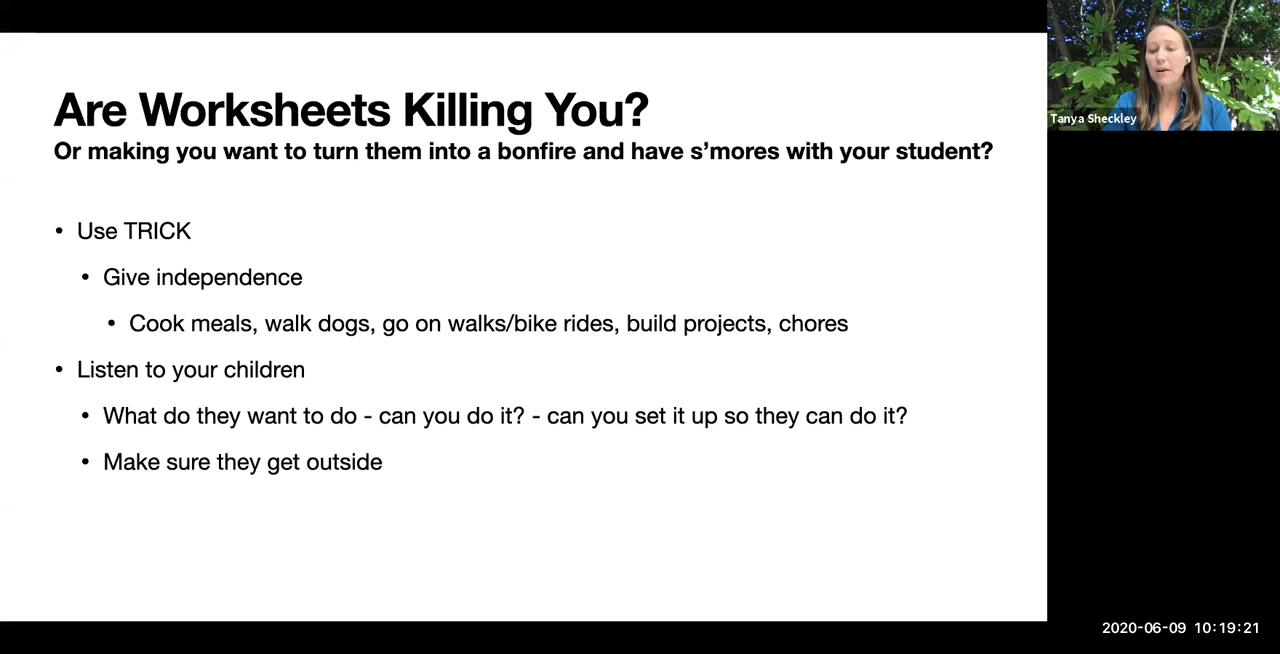 Are Worksheets Killing You?
Or making you want to turn them into a bonfire and have s’mores with your student?
• Use TRICK
• Give independence
• Cook meals, walk dogs, go on walks/bike rides, build projects, chores
• Listen to your children
• What do they want to do - can you do it? - can you set it up so they can do it?
• Make sure they get outside
Tanya Sheckley
2020-06-09 10:19:21